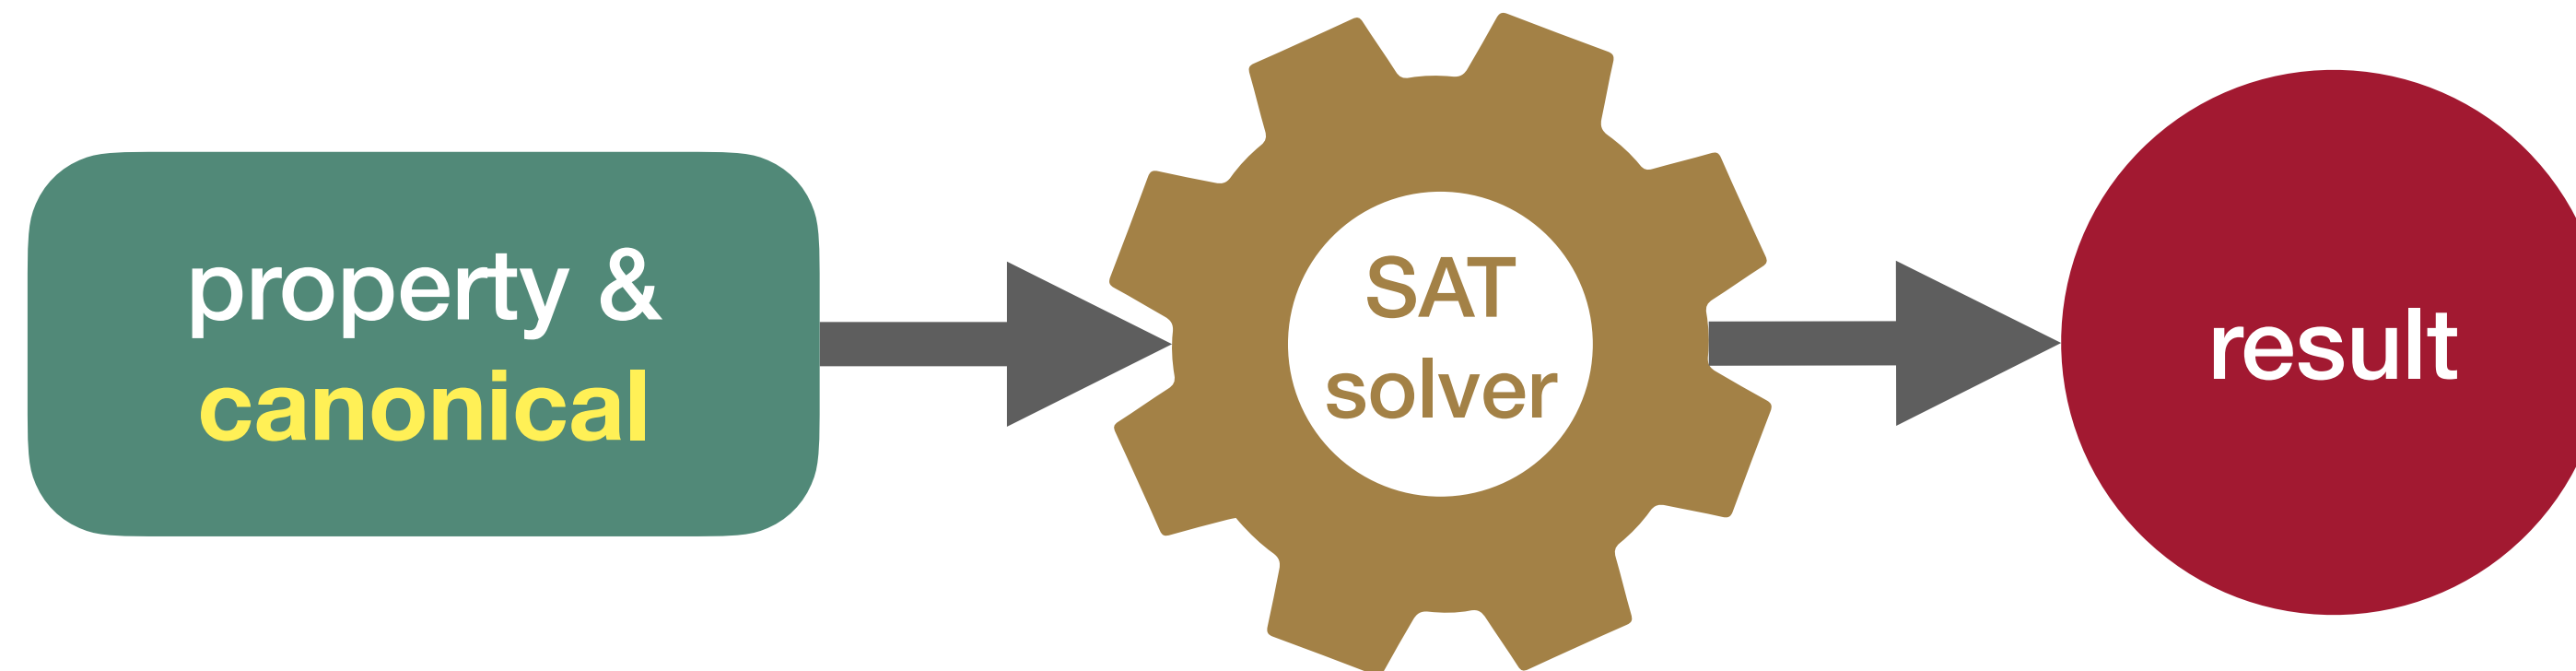 property &
canonical
SAT
solver
result